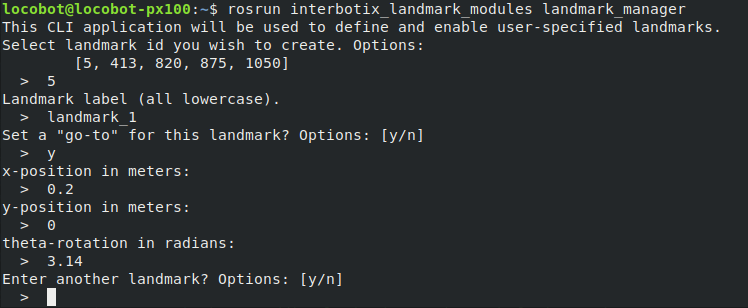 locobot@locobot-px100:~$ rosrun interbotix_landmark_modules landmark_manager
This CLI application will be used to define and enable user-specified landmarks.
Select landmark id you wish to create. Options:
        [5, 413, 820, 875, 1050]
  >  5
Landmark label (all lowercase).
  >  landmark_1
Set a "go-to" for this landmark? Options: [y/n]
  >  y
x-position in meters:
  >  0.2
y-position in meters:
  >  0
theta-rotation in radians:
  >  3.14
Enter another landmark? Options: [y/n]
  >